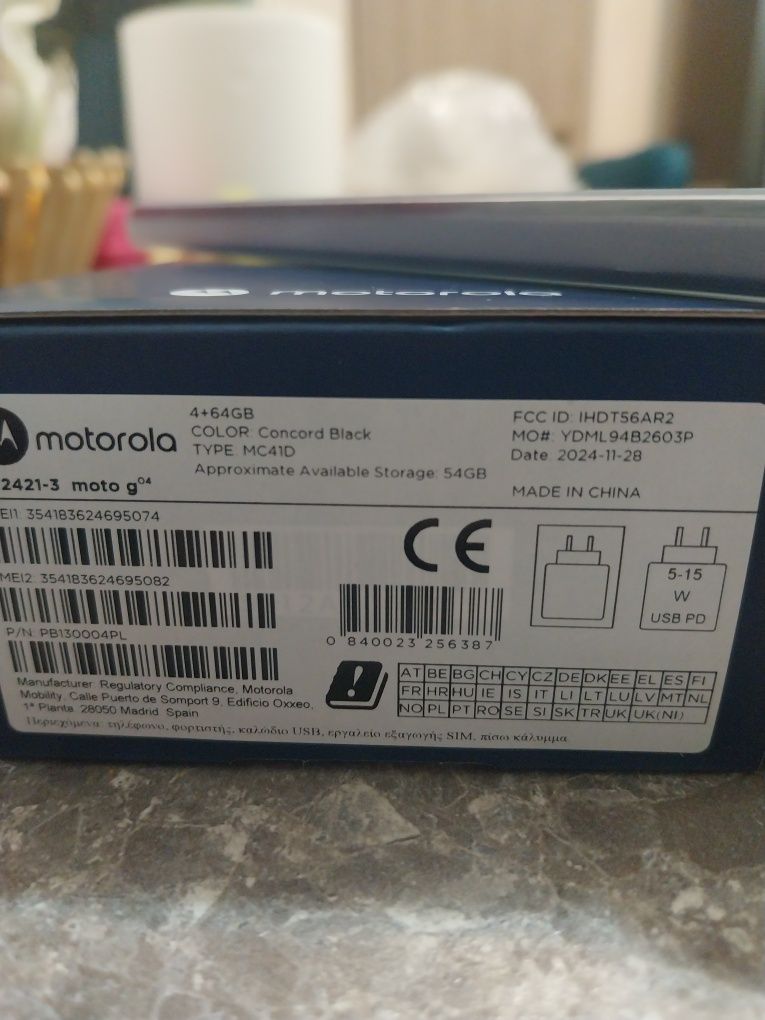 motorola
motorola
4+64GB
COLOR: Concord Black
TYPE: MC41D
Approximate Available Storage: 54GB
2421-3 moto g04
FCC ID: IHDT56AR2
MO#: YDML94B2603P
Date: 2024-11-28
MADE IN CHINA
EI1: 354183624695074
MEI2: 354183624695082
P/N: PB130004PL
CE
5-15
W
USB PD
0 840023 256387
Manufacturer: Regulatory Compliance, Motorola
Mobility. Calle Puerto de Somport 9, Edificio Oxxeo,
1ª Planta. 28050 Madrid. Spain
AT BE BG CH CY CZ DE DK EE EL ES FI
FR HR HU IE IS IT LI LT LU LV MT NL
NO PL PT RO SE SI SK TR UK UK(NI)
Περιεχόμενα: τηλέφωνο, φορτιστής, καλώδιο USB, εργαλείο εξαγωγής SIM, πίσω κάλυμμα.